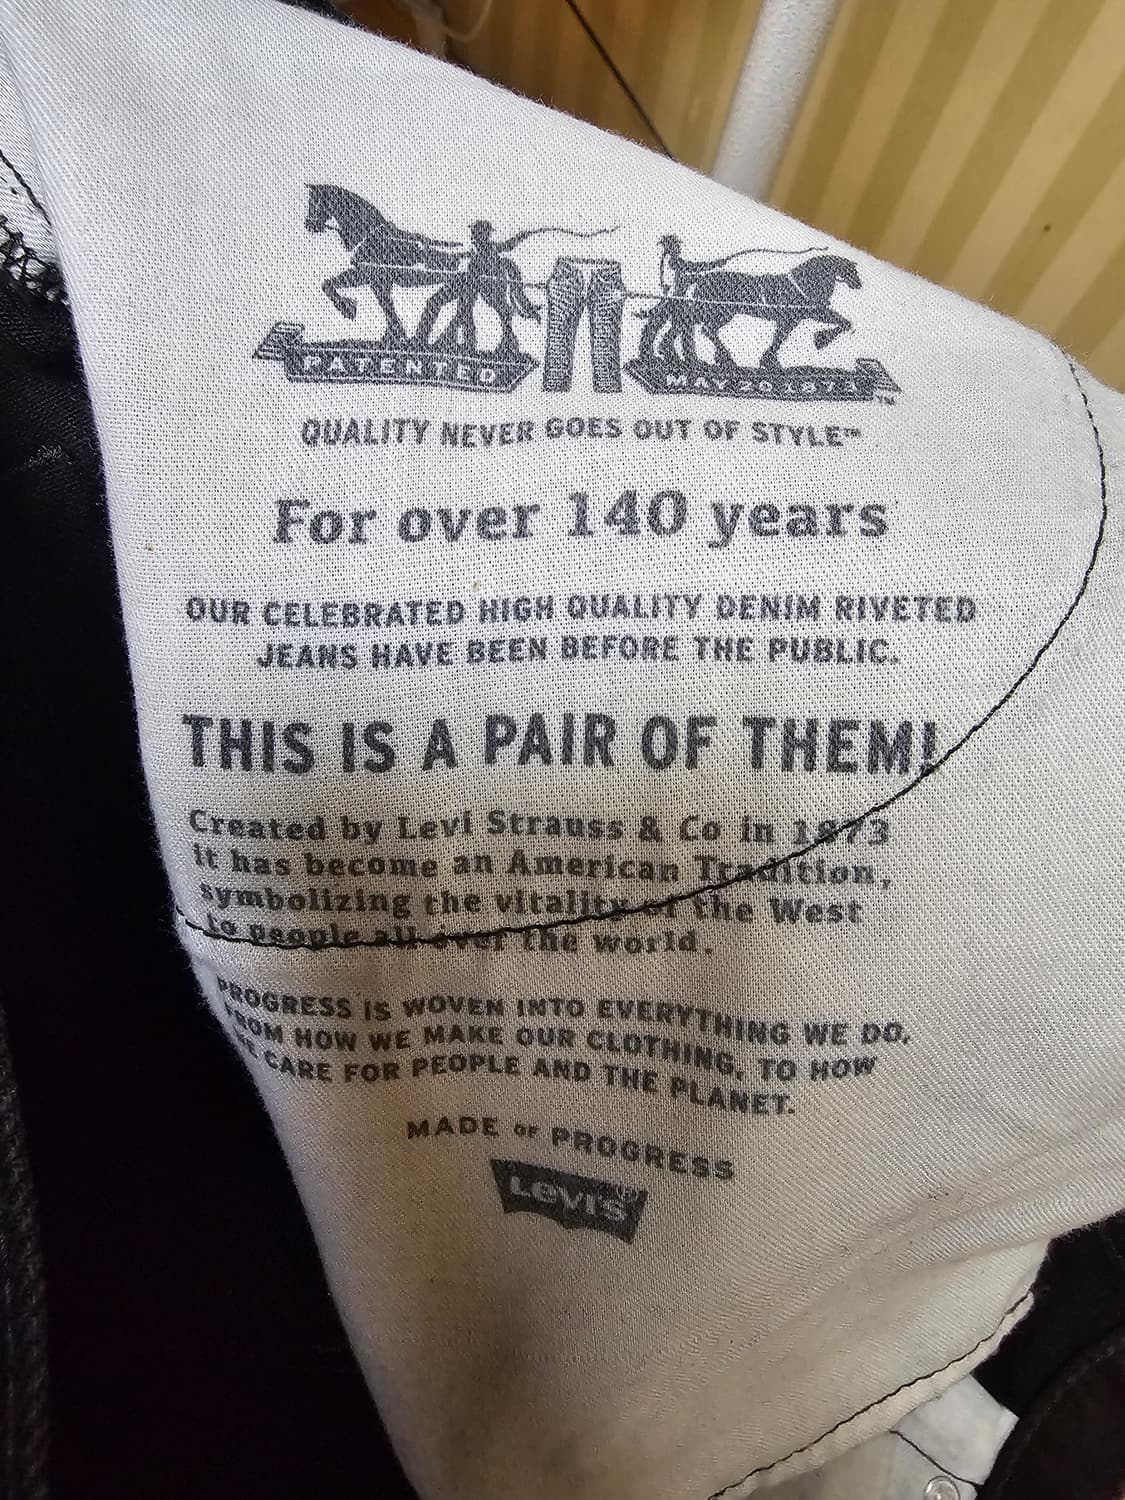 PATENTED MAY 20 1873 ™
QUALITY NEVER GOES OUT OF STYLE™
For over 140 years
OUR CELEBRATED HIGH QUALITY DENIM RIVETED
JEANS HAVE BEEN BEFORE THE PUBLIC.
THIS IS A PAIR OF THEM!
Created by Levi Strauss & Co in 1873
it has become an American Tradition,
symbolizing the vitality of the West
to people all over the world.
PROGRESS IS WOVEN INTO EVERYTHING WE DO,
FROM HOW WE MAKE OUR CLOTHING, TO HOW
CARE FOR PEOPLE AND THE PLANET.
MADE OF PROGRESS
LEVI'S®